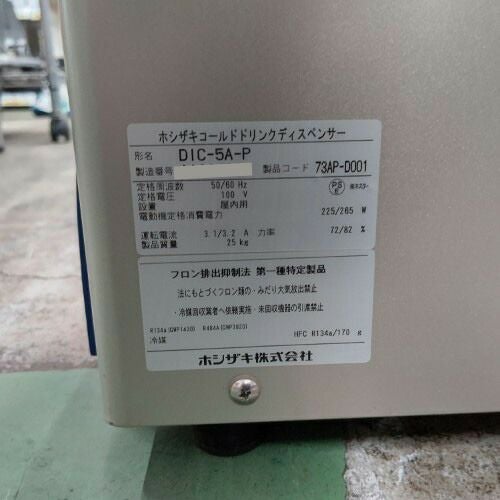 ホシザキコールドドリンクディスペンサー
形名 DIC-5A-P
製造番号 製品コード 73AP-D001
定格周波数 50/60 Hz
定格電圧 100 V
設置 屋内用
電動機定格消費電力 225/265 W
運転電流 3.1/3.2 A 力率 72/82 %
製品質量 25 kg
PS E
フロン排出抑制法 第一種特定製品
法にもとづくフロン類の・みだり大気放出禁止
・冷媒回収業者へ依頼実施・未回収機器の引渡禁止
R134a(GWP1430) R404A(GWP3920)
冷媒 HFC R134a/170 g
ホシザキ株式会社